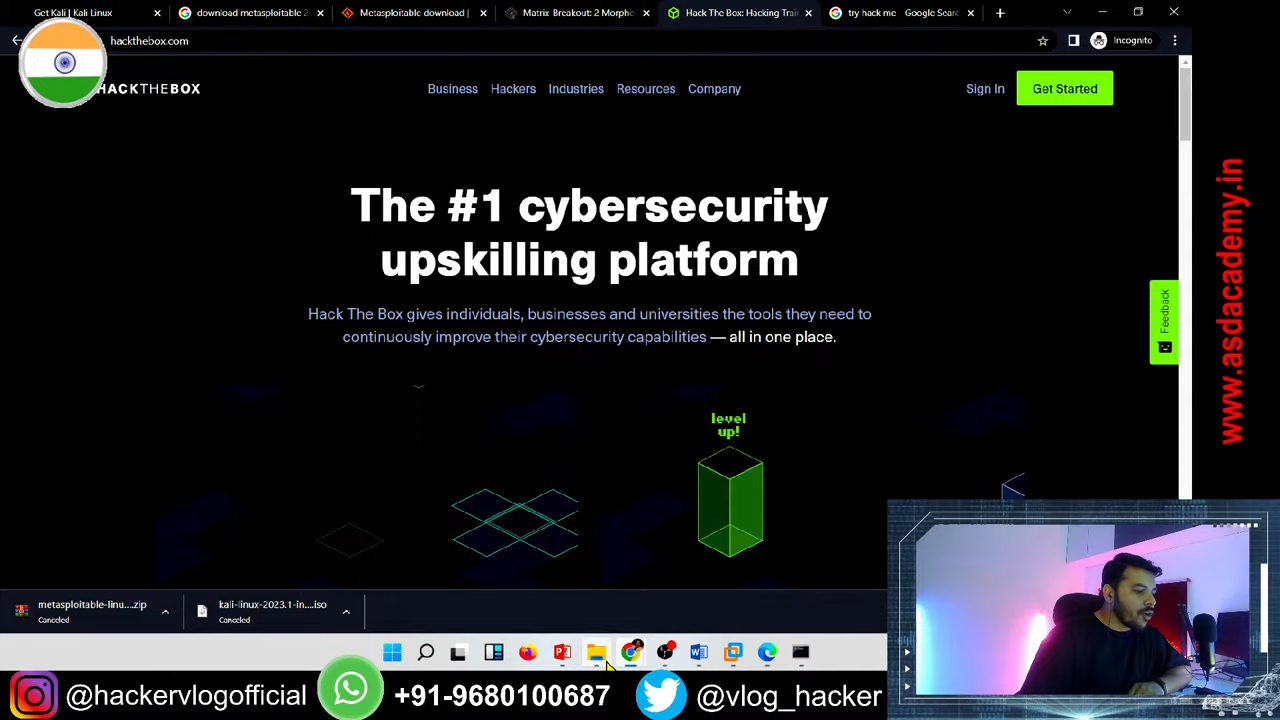 Get Kali | Kali Linux
download metasploitable 2
Metasploitable download |
Matrix Breakout: 2 Morphe
Hack The Box: Hacking Trai
try hack me - Google Searc
hackthebox.com
Incognito
HACKTHEBOX
Business
Hackers
Industries
Resources
Company
Sign In
Get Started
The #1 cybersecurity
upskilling platform
Hack The Box gives individuals, businesses and universities the tools they need to
continuously improve their cybersecurity capabilities — all in one place.
Feedback
level
up!
www.asdacademy.in
metasploitable-linu....zip
Canceled
kali-linux-2023.1-in....iso
Canceled
@hackervlogofficial
+91-9680100687
@vlog_hacker